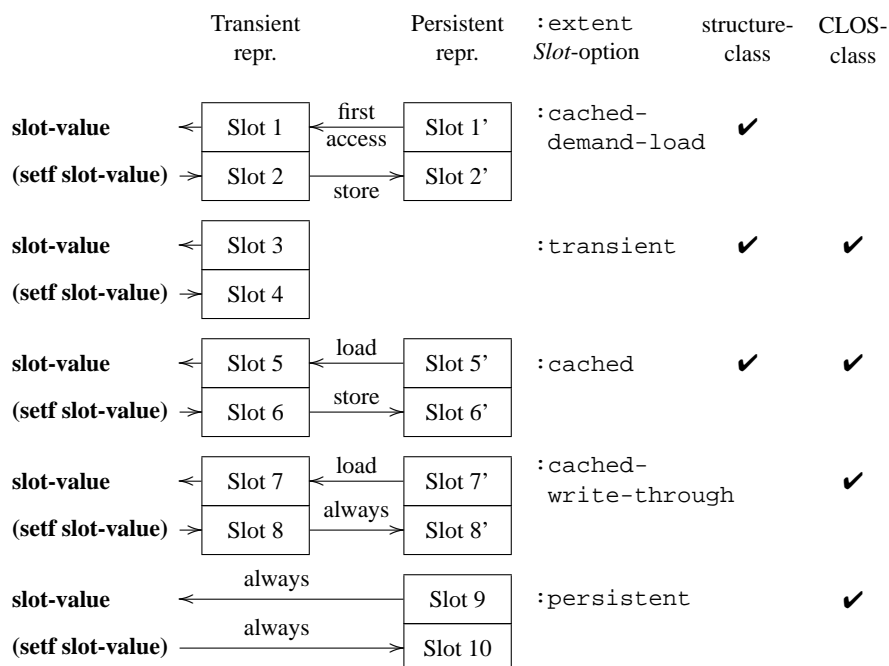 Transient Persistent :extent structure- CLOS-
repr. repr. Slot-option class class
first
slot-value Slot 1 Slot 1’ :cached- ✔
access demand-load
(setf slot-value) Slot 2 Slot 2’
store
slot-value Slot 3 :transient ✔ ✔
(setf slot-value) Slot 4
load
slot-value Slot 5 Slot 5’ :cached ✔ ✔
store
(setf slot-value) Slot 6 Slot 6’
load
slot-value Slot 7 Slot 7’ :cached- ✔
write-through
always
(setf slot-value) Slot 8 Slot 8’
always
slot-value Slot 9 :persistent ✔
always
(setf slot-value) Slot 10